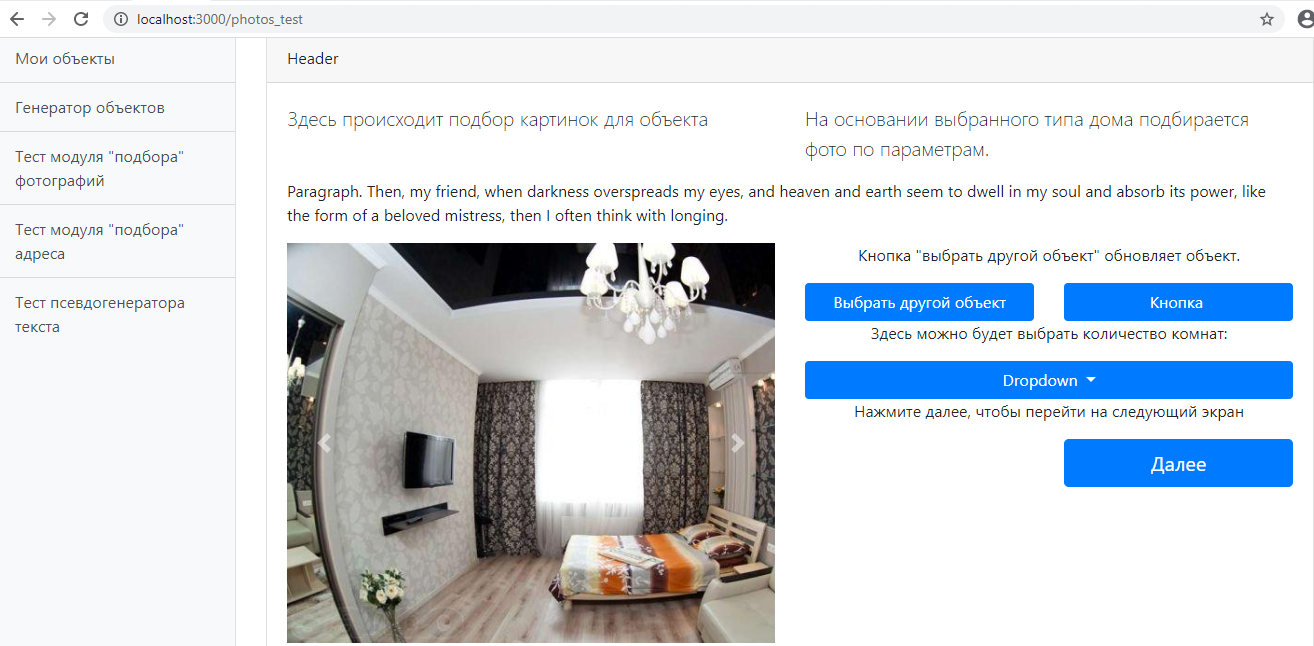 localhost:3000/photos_test
Мои объекты
Генератор объектов
Тест модуля "подбора"
фотографий
Тест модуля "подбора"
адреса
Тест псевдогенератора
текста
Header
Здесь происходит подбор картинок для объекта
На основании выбранного типа дома подбирается
фото по параметрам.
Paragraph. Then, my friend, when darkness overspreads my eyes, and heaven and earth seem to dwell in my soul and absorb its power, like
the form of a beloved mistress, then I often think with longing.
Кнопка "выбрать другой объект" обновляет объект.
Выбрать другой объект
Кнопка
Здесь можно будет выбрать количество комнат:
Dropdown
Нажмите далее, чтобы перейти на следующий экран
Далее